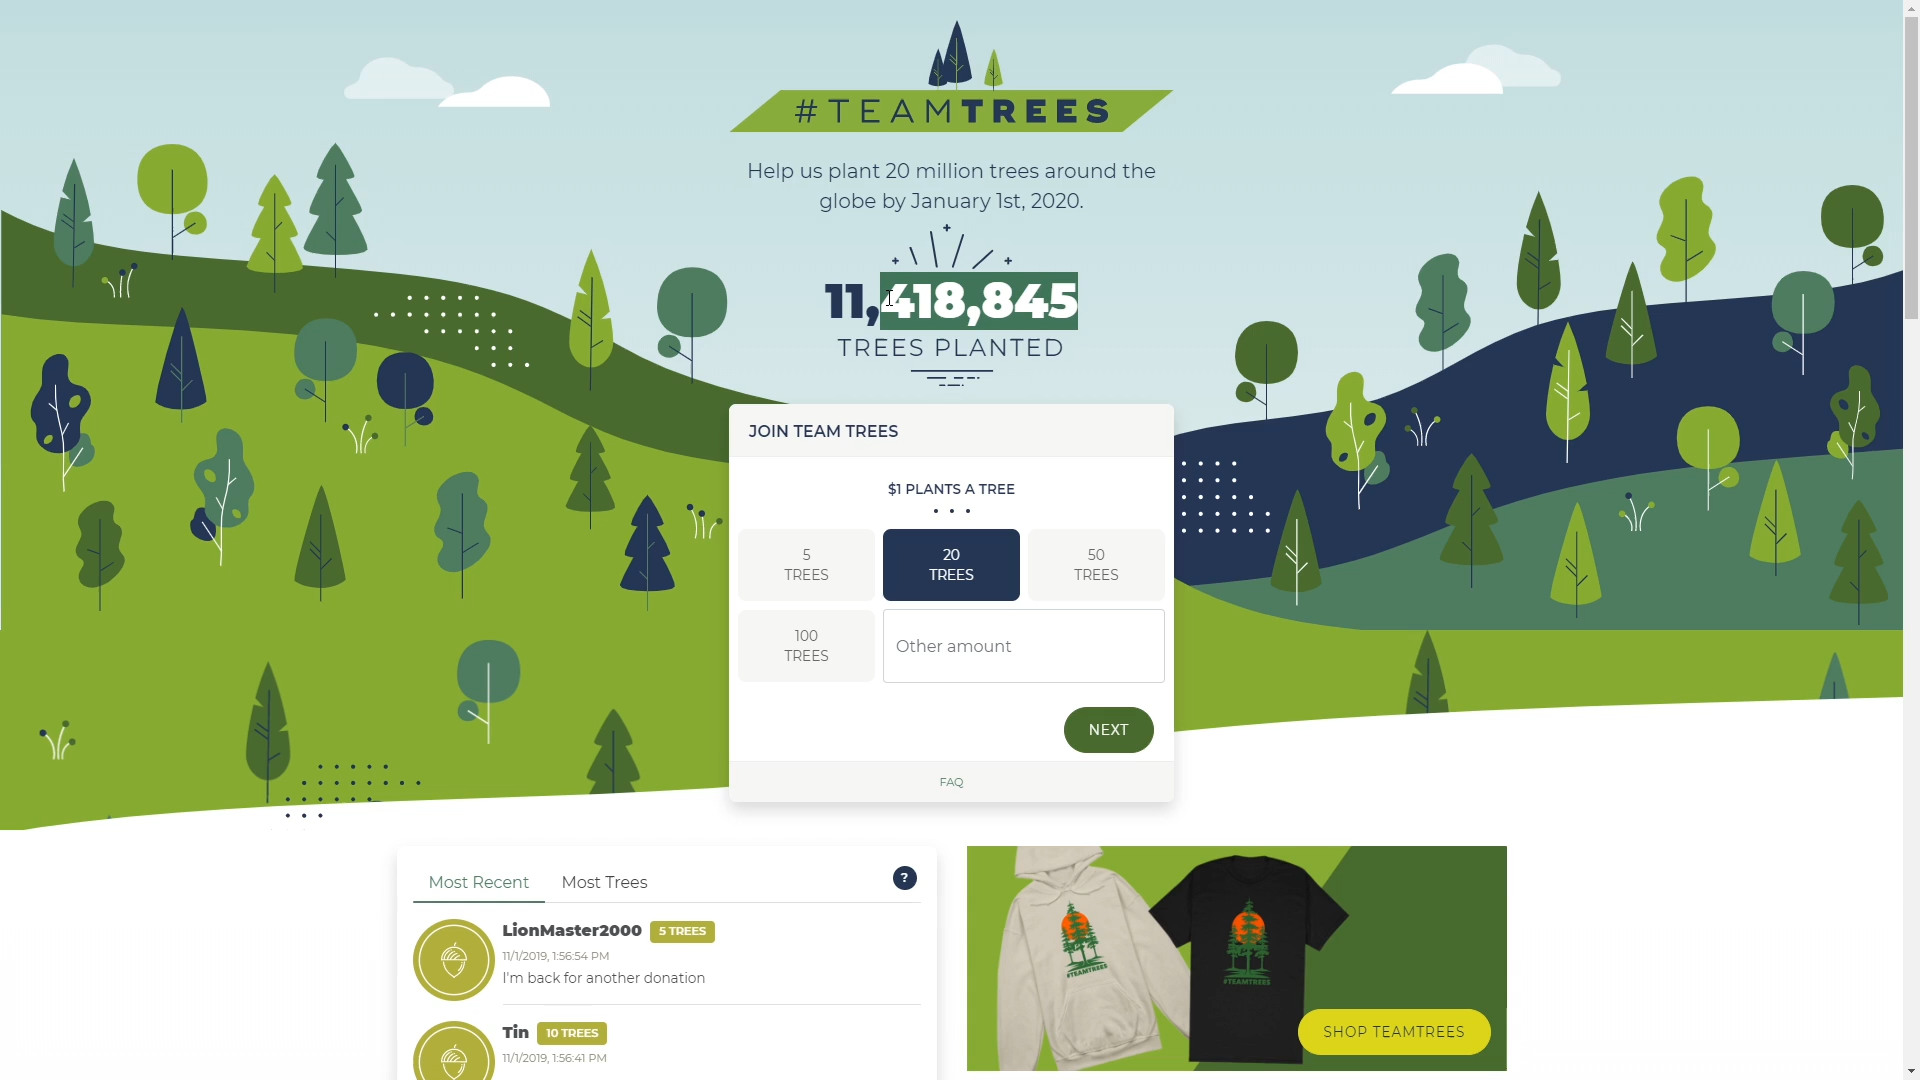 #TEAMTREES
Help us plant 20 million trees around the
globe by January 1st, 2020.
11,418,845
TREES PLANTED
JOIN TEAM TREES
$1 PLANTS A TREE
5
TREES
20
TREES
50
TREES
100
TREES
Other amount
NEXT
FAQ
Most Recent
Most Trees
?
LionMaster2000 5 TREES
11/1/2019, 1:56:54 PM
I'm back for another donation
Tin 10 TREES
11/1/2019, 1:56:41 PM
#TEAMTREES
#TEAMTREES
SHOP TEAMTREES